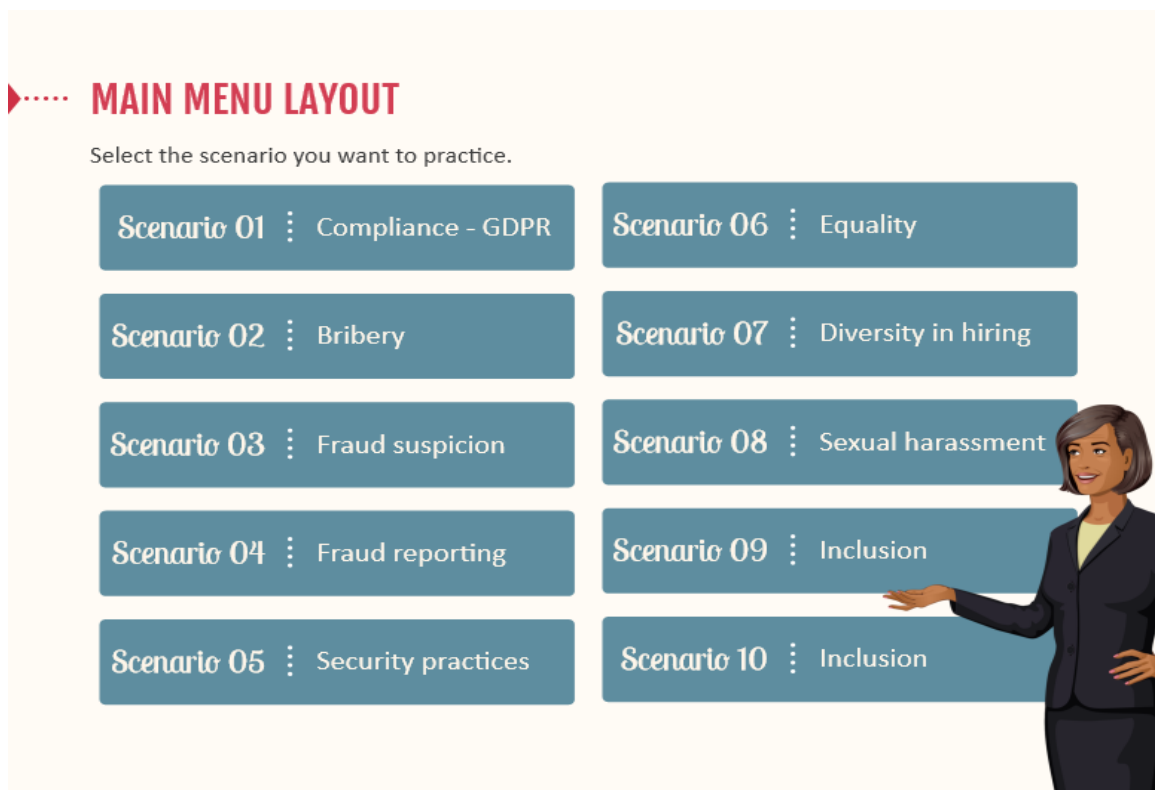 MAIN MENU LAYOUT
Select the scenario you want to practice.
Scenario 01 Compliance - GDPR
Scenario 02 Bribery
Scenario 03 Fraud suspicion
Scenario 04 Fraud reporting
Scenario 05 Security practices
Scenario 06 Equality
Scenario 07 Diversity in hiring
Scenario 08 Sexual harassment
Scenario 09 Inclusion
Scenario 10 Inclusion